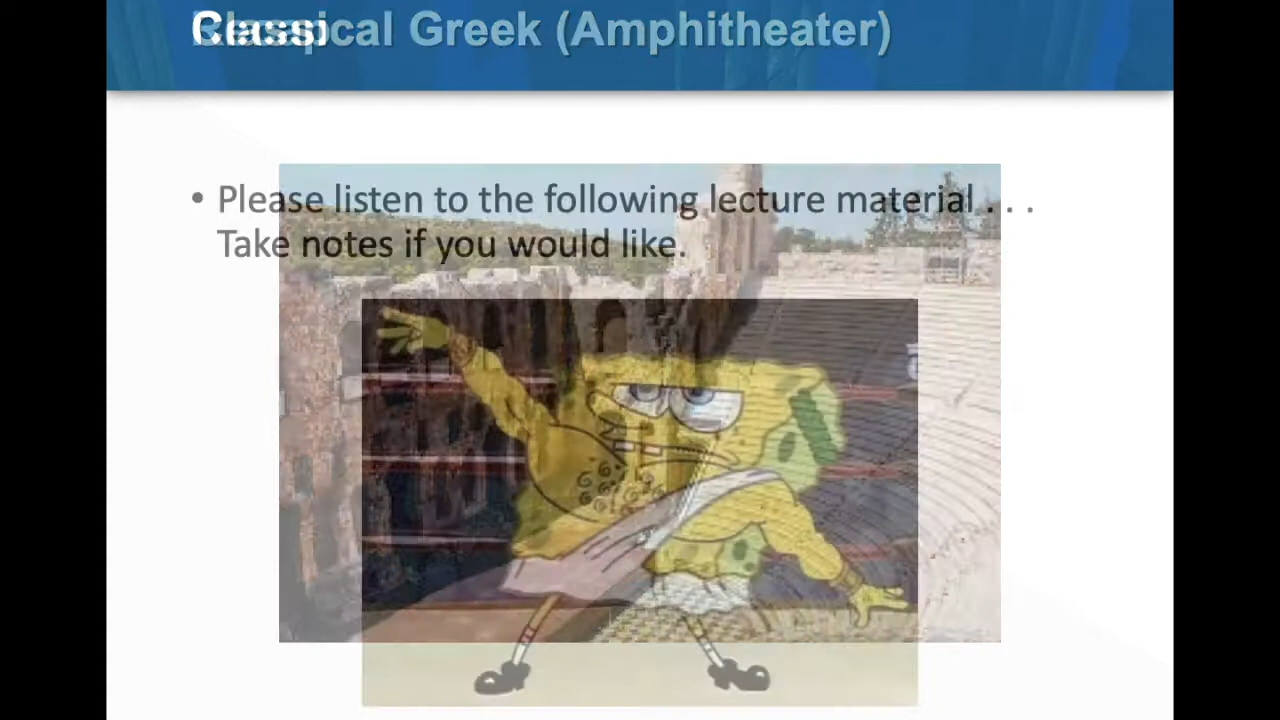 Classical Greek (Amphitheater)
• Please listen to the following lecture material . . .
Take notes if you would like.